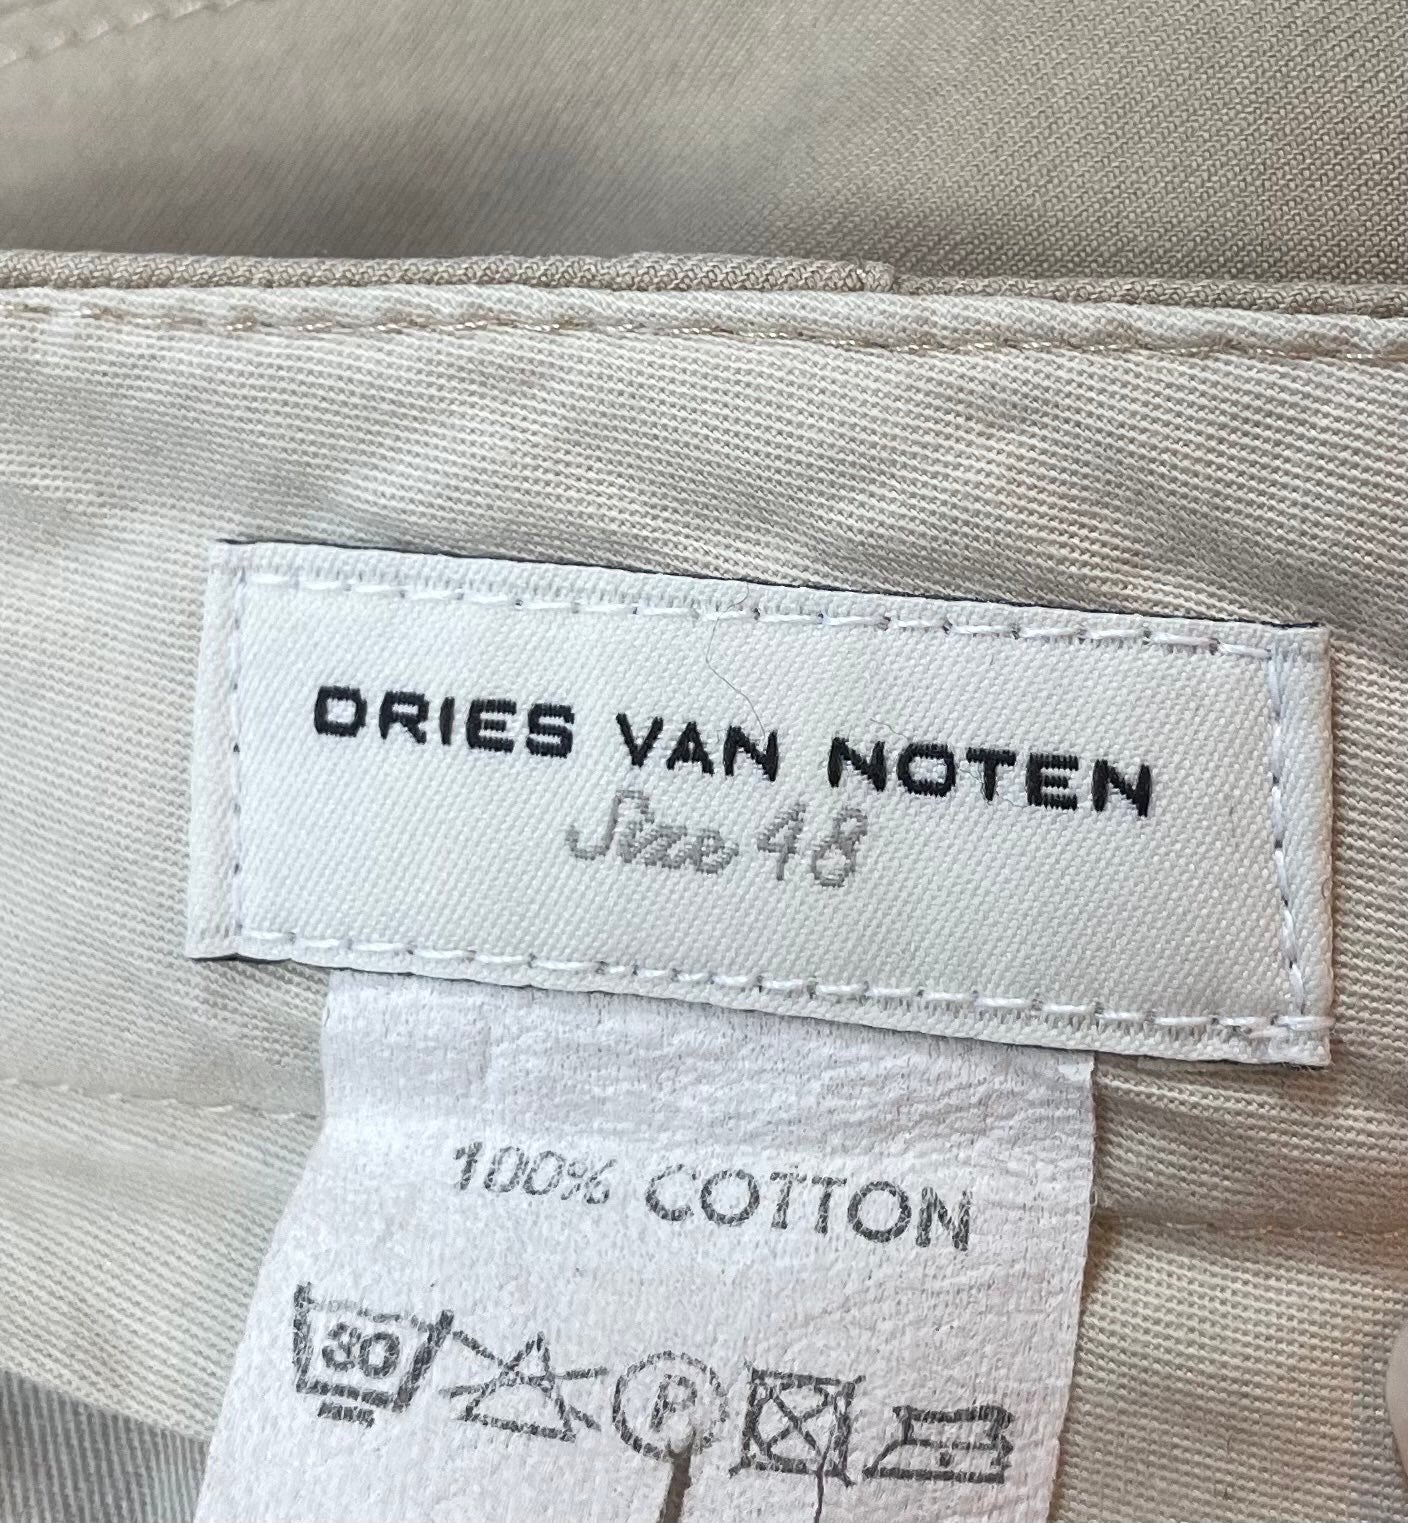 DRIES VAN NOTEN
Size 48
100% COTTON
30
P